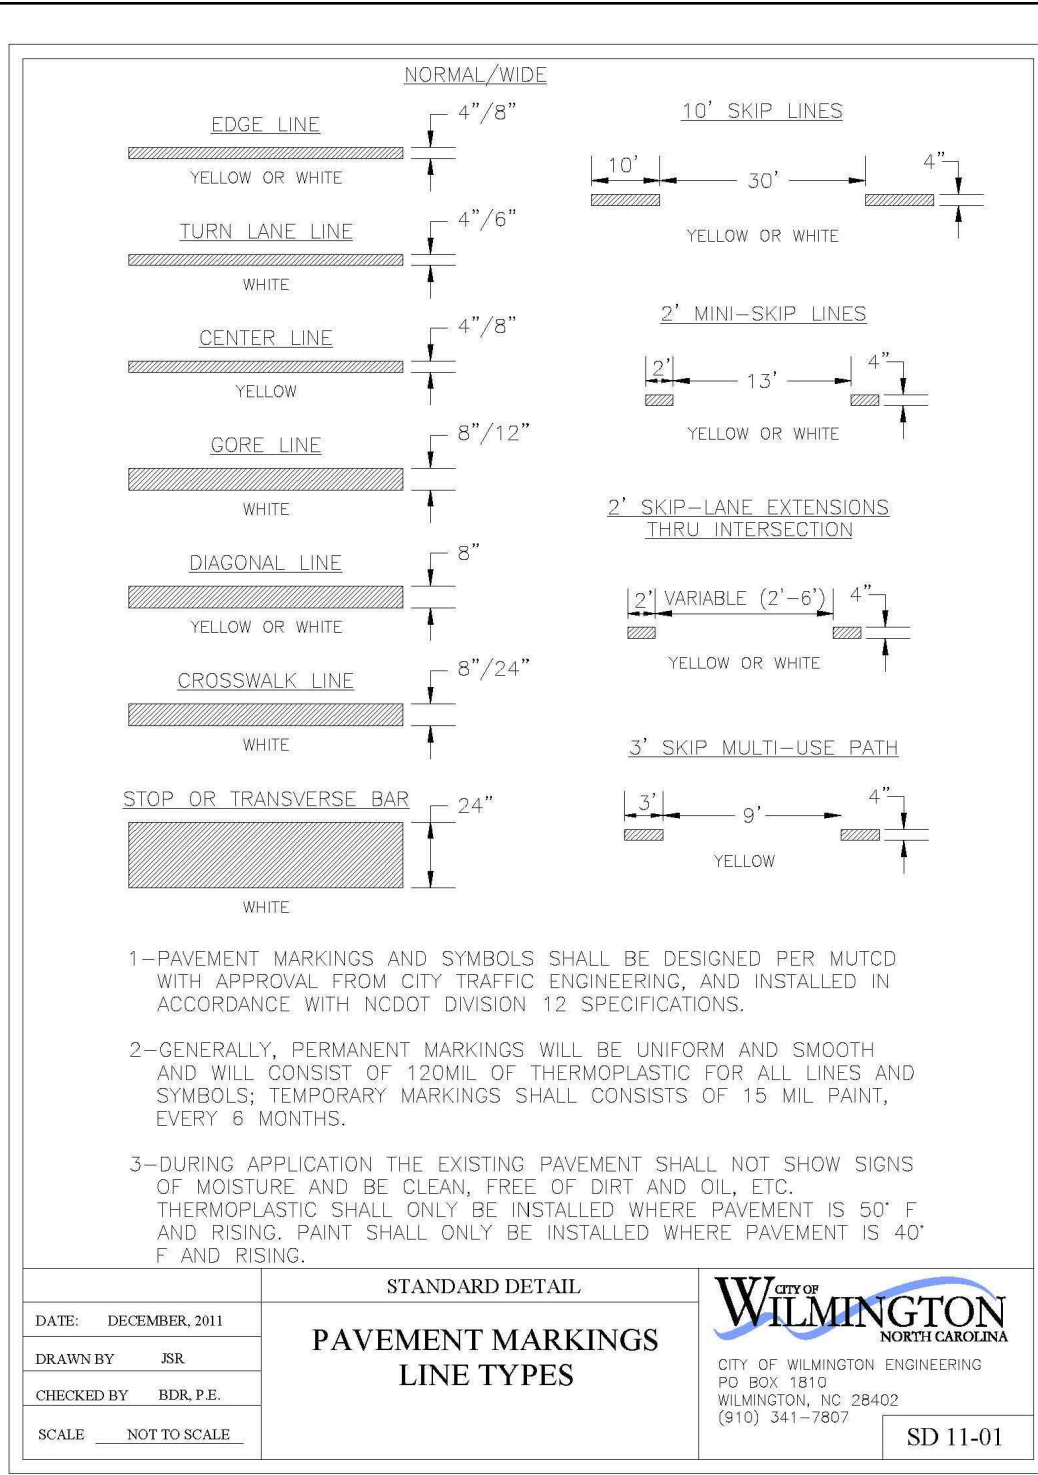 NORMAL/WIDE
EDGE LINE
4"/8"
YELLOW OR WHITE
TURN LANE LINE
4"/6"
WHITE
CENTER LINE
4"/8"
YELLOW
GORE LINE
8"/12"
WHITE
DIAGONAL LINE
8"
YELLOW OR WHITE
CROSSWALK LINE
8"/24"
WHITE
STOP OR TRANSVERSE BAR
24"
WHITE
10' SKIP LINES
10'
30'
4"
YELLOW OR WHITE
2' MINI-SKIP LINES
2'
13'
4"
YELLOW OR WHITE
2' SKIP-LANE EXTENSIONS
THRU INTERSECTION
2'
VARIABLE (2'-6')
4"
YELLOW OR WHITE
3' SKIP MULTI-USE PATH
3'
9'
4"
YELLOW
1-PAVEMENT MARKINGS AND SYMBOLS SHALL BE DESIGNED PER MUTCD
WITH APPROVAL FROM CITY TRAFFIC ENGINEERING, AND INSTALLED IN
ACCORDANCE WITH NCDOT DIVISION 12 SPECIFICATIONS.
2-GENERALLY, PERMANENT MARKINGS WILL BE UNIFORM AND SMOOTH
AND WILL CONSIST OF 120MIL OF THERMOPLASTIC FOR ALL LINES AND
SYMBOLS; TEMPORARY MARKINGS SHALL CONSISTS OF 15 MIL PAINT,
EVERY 6 MONTHS.
3-DURING APPLICATION THE EXISTING PAVEMENT SHALL NOT SHOW SIGNS
OF MOISTURE AND BE CLEAN, FREE OF DIRT AND OIL, ETC.
THERMOPLASTIC SHALL ONLY BE INSTALLED WHERE PAVEMENT IS 50° F
AND RISING. PAINT SHALL ONLY BE INSTALLED WHERE PAVEMENT IS 40°
F AND RISING.
DATE: DECEMBER, 2011
DRAWN BY JSR
CHECKED BY BDR, P.E.
SCALE NOT TO SCALE
STANDARD DETAIL
PAVEMENT MARKINGS
LINE TYPES
CITY OF
WILMINGTON
NORTH CAROLINA
CITY OF WILMINGTON ENGINEERING
PO BOX 1810
WILMINGTON, NC 28402
(910) 341-7807
SD 11-01